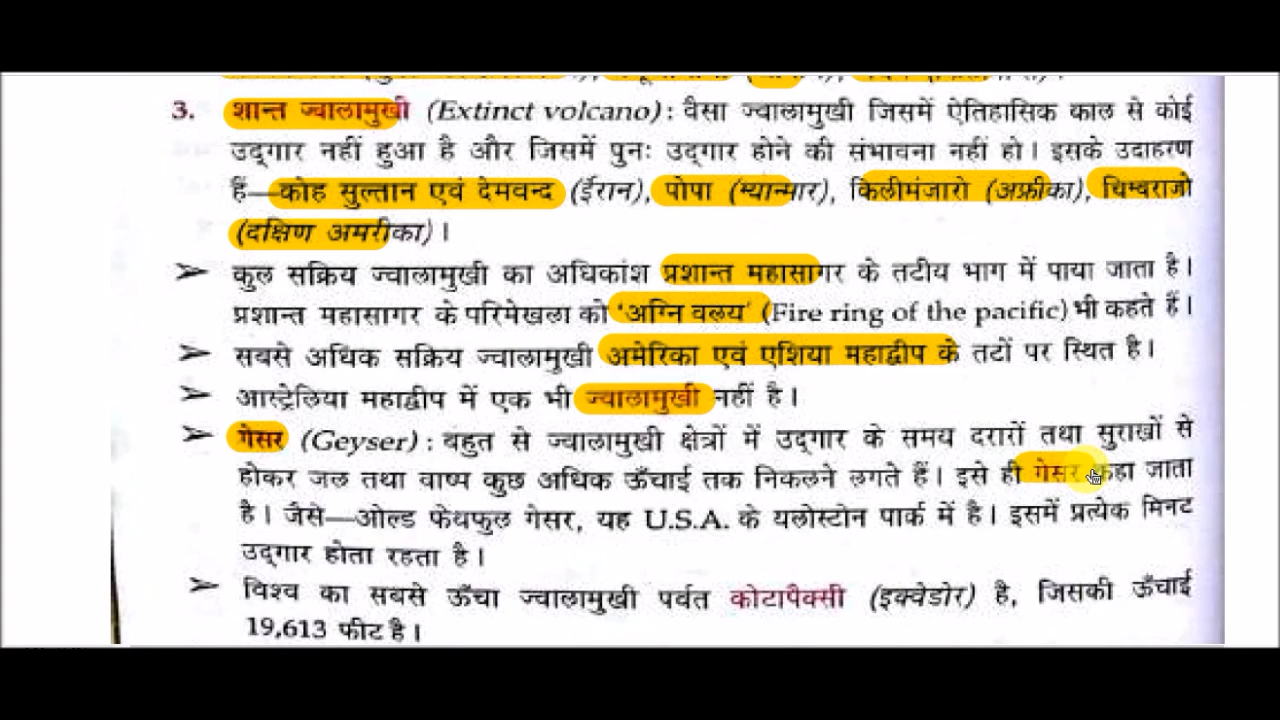 3. शान्त ज्वालामुखी (Extinct volcano) : वैसा ज्वालामुखी जिसमें ऐतिहासिक काल से कोई
उद्‌गार नहीं हुआ है और जिसमें पुनः उद्‌गार होने की संभावना नहीं हो। इसके उदाहरण
हैं—कोह सुल्तान एवं देमवन्द (ईरान), पोपा (म्यान्मार), किलीमंजारो (अफ्रीका), चिम्बराजो
(दक्षिण अमरीका)।
➤ कुल सक्रिय ज्वालामुखी का अधिकांश प्रशान्त महासागर के तटीय भाग में पाया जाता है।
प्रशान्त महासागर के परिमेखला को 'अग्नि वलय' (Fire ring of the pacific) भी कहते हैं।
➤ सबसे अधिक सक्रिय ज्वालामुखी अमेरिका एवं एशिया महाद्वीप के तटों पर स्थित है।
➤ आस्ट्रेलिया महाद्वीप में एक भी ज्वालामुखी नहीं है।
➤ गेसर (Geyser) : बहुत से ज्वालामुखी क्षेत्रों में उद्‌गार के समय दरारों तथा सुराखों से
होकर जल तथा वाष्प कुछ अधिक ऊँचाई तक निकलने लगते हैं। इसे ही गेसर कहा जाता
है। जैसे—ओल्ड फेथफुल गेसर, यह U.S.A. के यलोस्टोन पार्क में है। इसमें प्रत्येक मिनट
उद्‌गार होता रहता है।
➤ विश्व का सबसे ऊँचा ज्वालामुखी पर्वत कोटापैक्सी (इक्वेडोर) है, जिसकी ऊँचाई
19,613 फीट है।